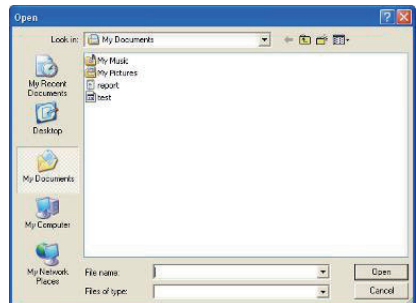 Open
Look in: My Documents
My Recent
Documents
Desktop
My Documents
My Computer
My Network
Places
My Music
My Pictures
report
test
File name:
Open
Files of type:
Cancel